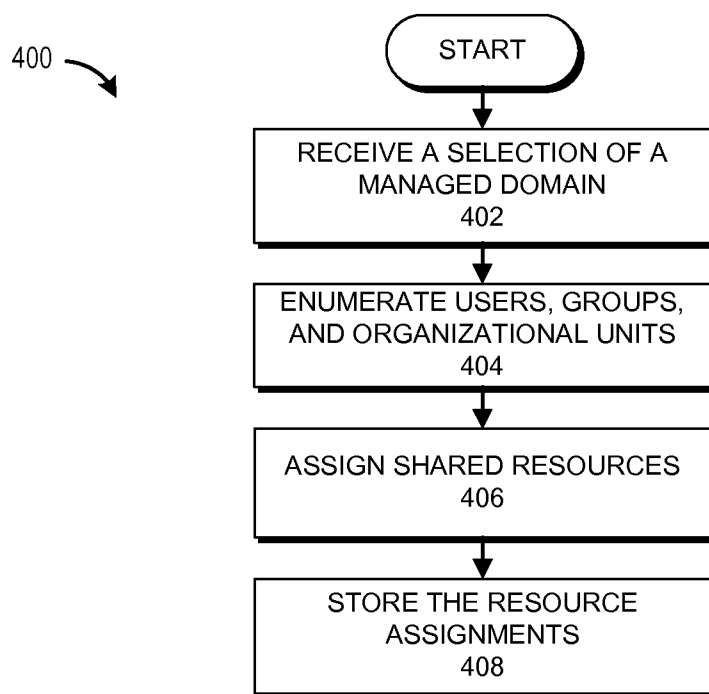 400
START
RECEIVE A SELECTION OF A
MANAGED DOMAIN
402
ENUMERATE USERS, GROUPS,
AND ORGANIZATIONAL UNITS
404
ASSIGN SHARED RESOURCES
406
STORE THE RESOURCE
ASSIGNMENTS
408